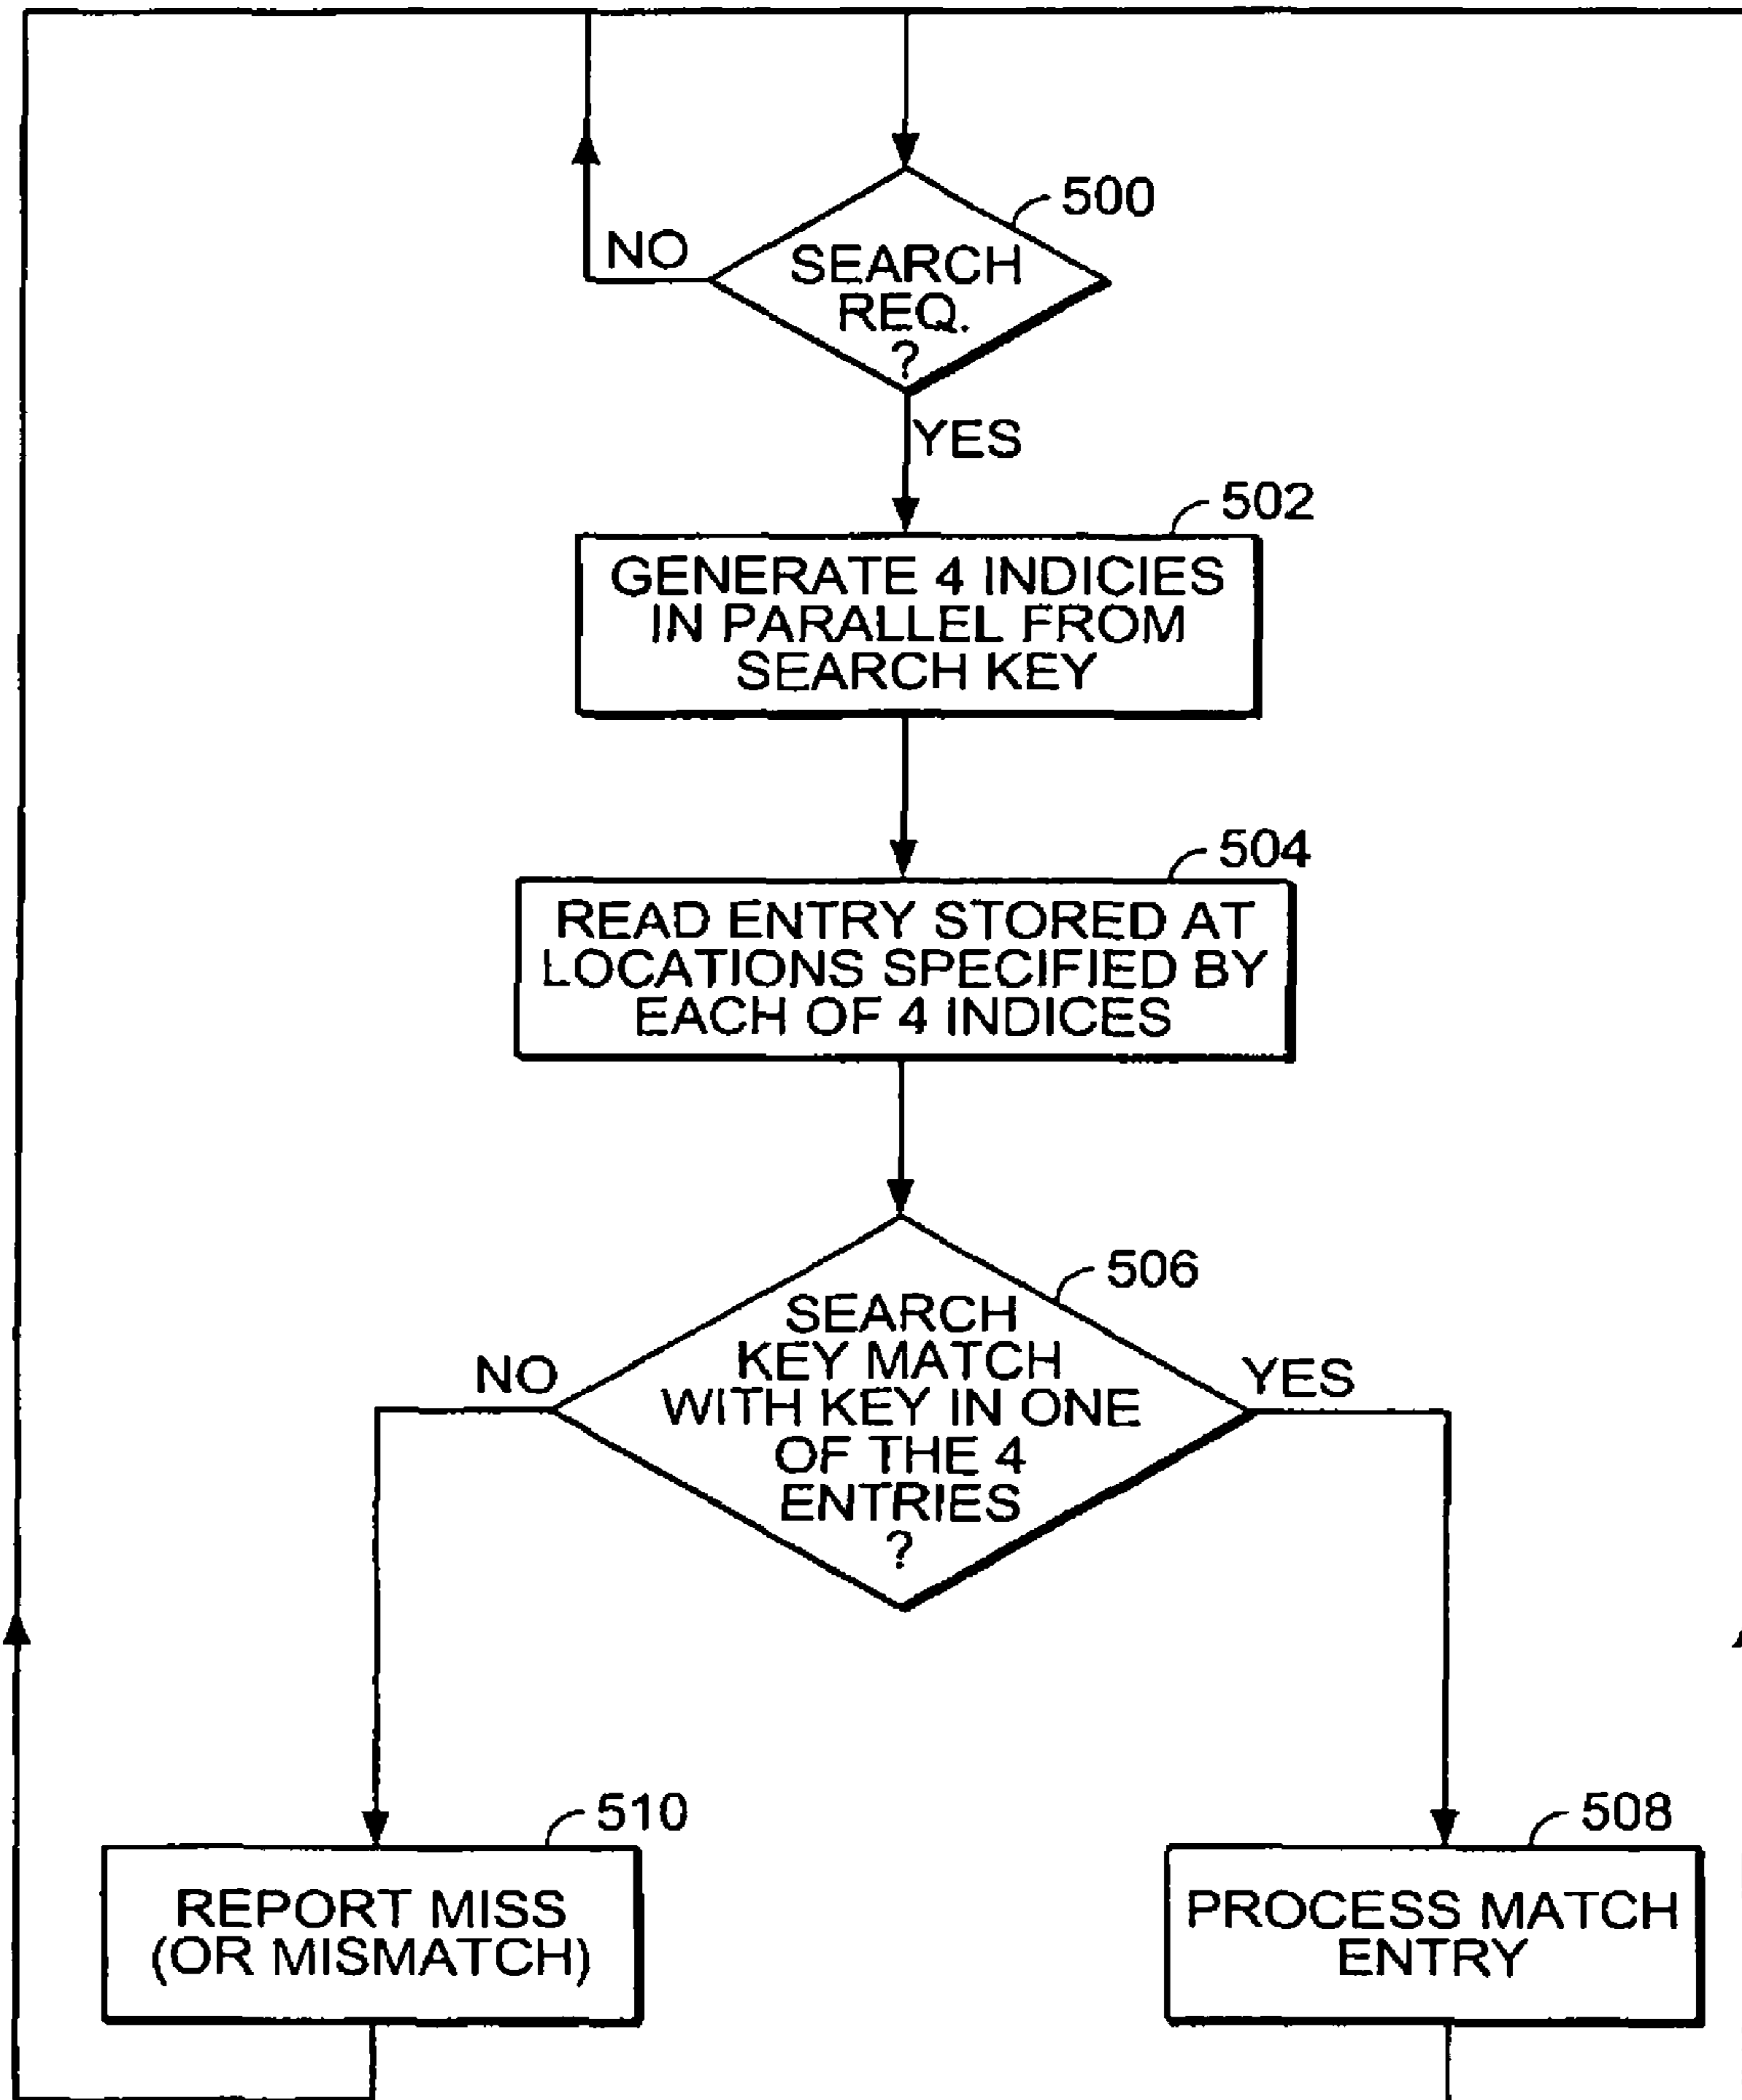 500
NO
SEARCH
REQ.
?
YES
502
GENERATE 4 INDICIES
IN PARALLEL FROM
SEARCH KEY
504
READ ENTRY STORED AT
LOCATIONS SPECIFIED BY
EACH OF 4 INDICES
506
SEARCH
KEY MATCH
WITH KEY IN ONE
OF THE 4
ENTRIES
?
NO
YES
510
REPORT MISS
(OR MISMATCH)
508
PROCESS MATCH
ENTRY